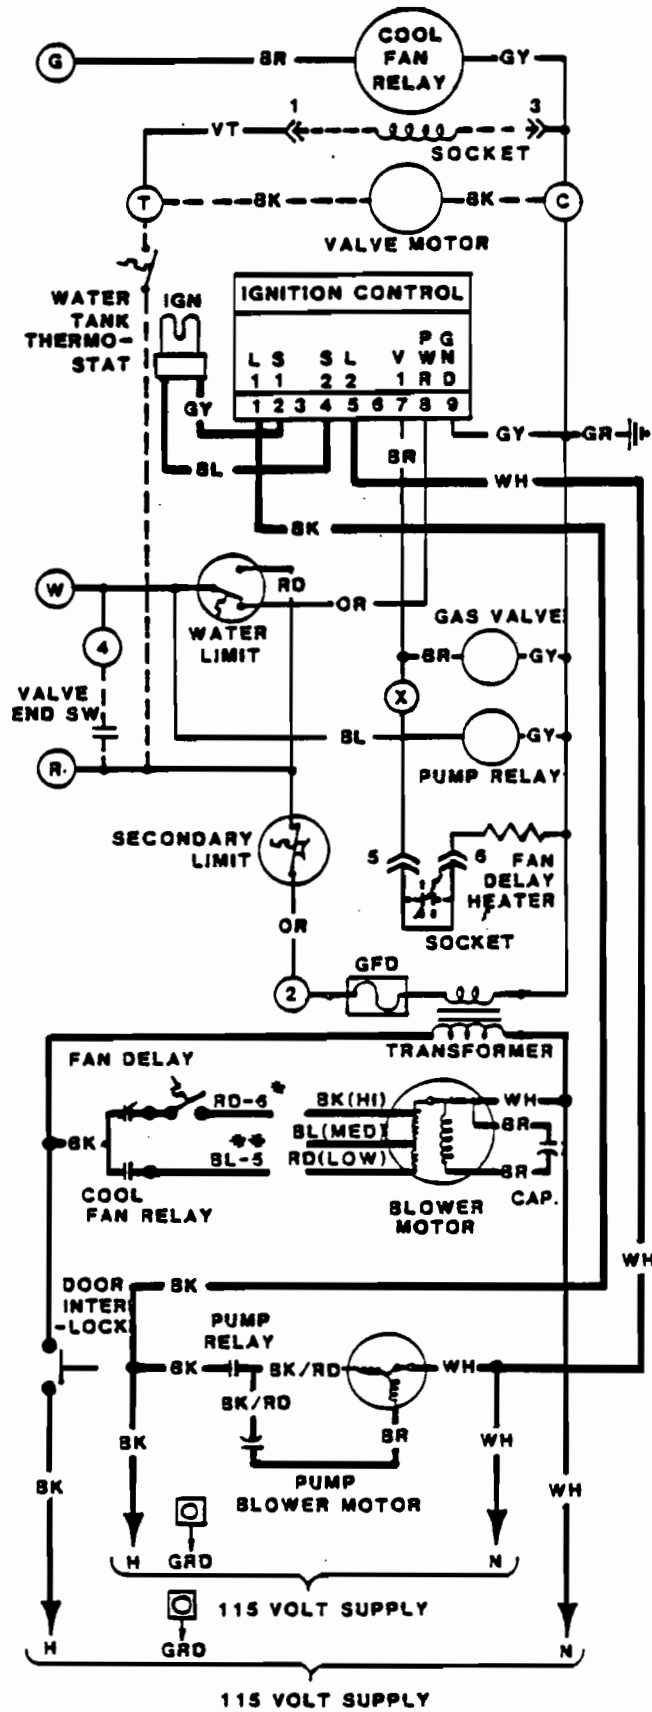 COOL
FAN
RELAY
G
BR
GY
1
3
VT
SOCKET
T
BK
BK
C
VALVE MOTOR
WATER
TANK
THERMO-
STAT
IGN
IGNITION CONTROL
L 1
S 1
S 2
L 2
V 1
PWR
GND
1 2 3 4 5 6 7 8 9
GY
BL
BR
GY
GR
WH
BK
W
RD
OR
WATER
LIMIT
GAS VALVE
BR
GY
4
X
VALVE
END SW
BL
GY
R
PUMP RELAY
SECONDARY
LIMIT
5
6
FAN
DELAY
HEATER
SOCKET
OR
GFD
2
TRANSFORMER
FAN DELAY
RD-6 *
BK(HI)
WH
BK
**
BL-5
BL(MED)
RD(LOW)
BR
BR
COOL
FAN RELAY
BLOWER
MOTOR
CAP.
WH
DOOR
INTER
-LOCK
BK
PUMP
RELAY
BK
BK/RD
WH
BK/RD
BR
BK
WH
BK
WH
PUMP
BLOWER MOTOR
H
GRD
N
115 VOLT SUPPLY
H
GRD
N
115 VOLT SUPPLY